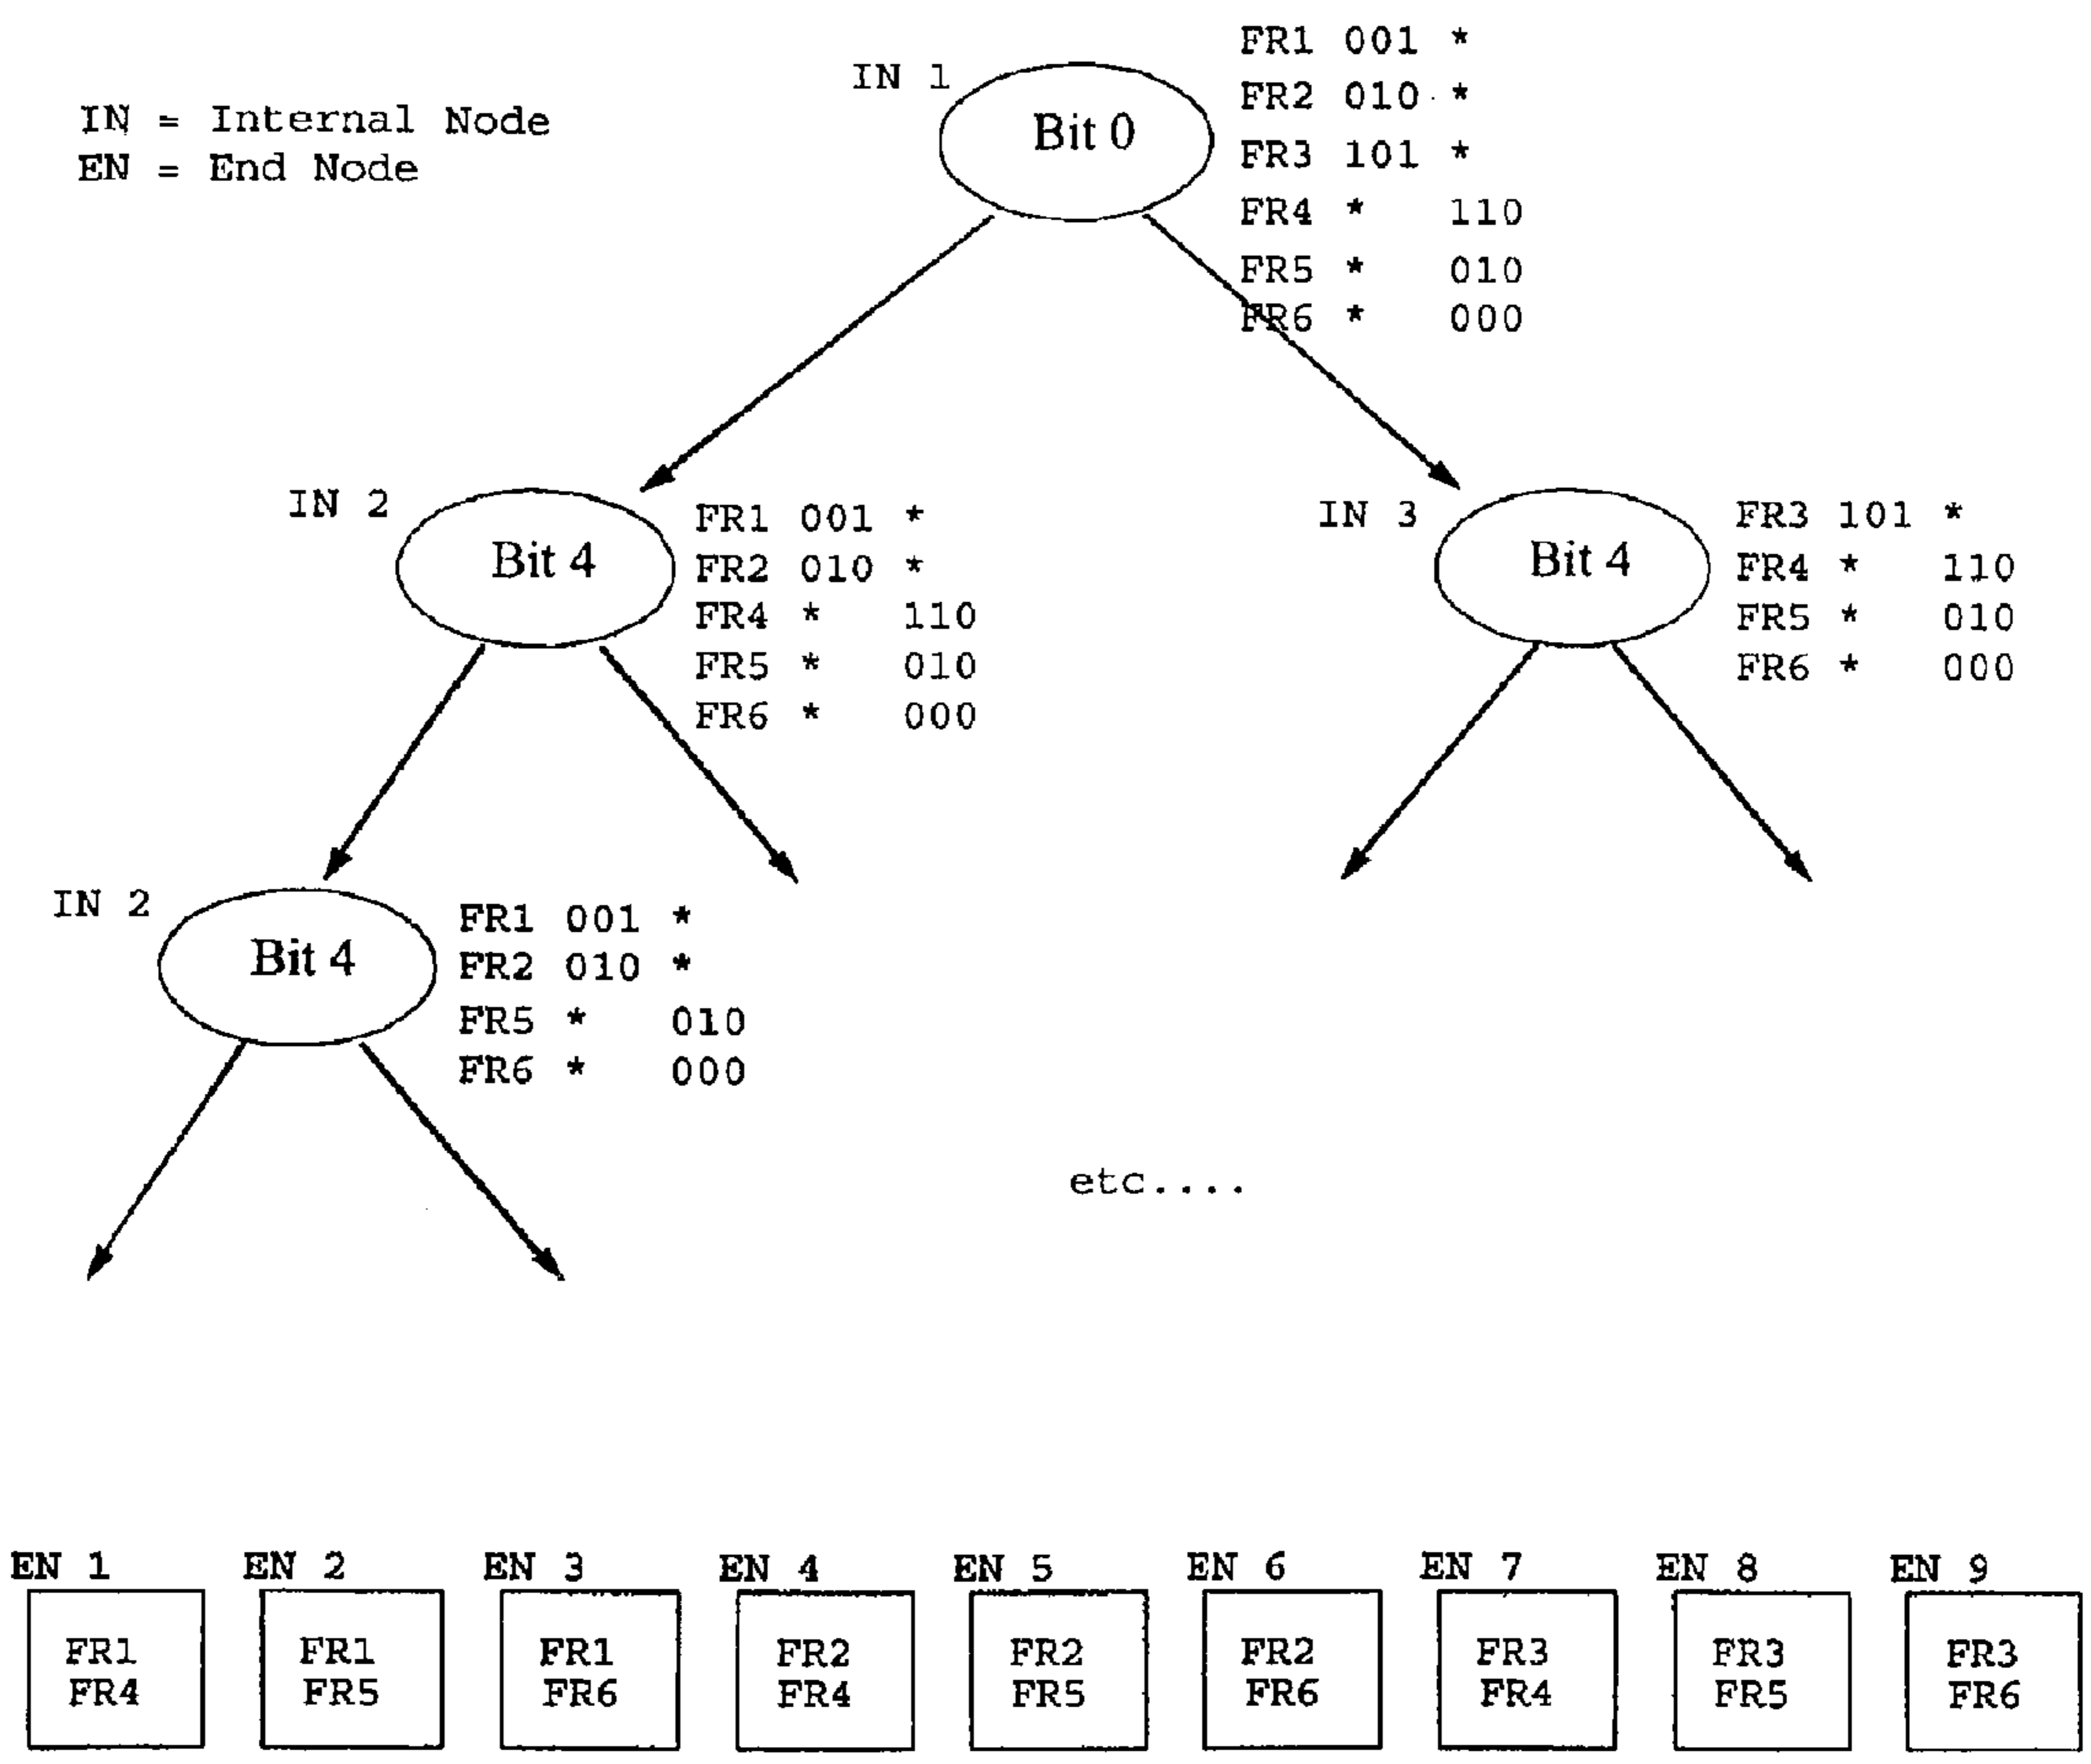 IN = Internal Node
EN = End Node
IN 1
Bit 0
FR1 001 *
FR2 010 *
FR3 101 *
FR4 * 110
FR5 * 010
FR6 * 000
IN 2
Bit 4
FR1 001 *
FR2 010 *
FR4 * 110
FR5 * 010
FR6 * 000
IN 3
Bit 4
FR3 101 *
FR4 * 110
FR5 * 010
FR6 * 000
IN 2
Bit 4
FR1 001 *
FR2 010 *
FR5 * 010
FR6 * 000
etc....
EN 1
FR1
FR4
EN 2
FR1
FR5
EN 3
FR1
FR6
EN 4
FR2
FR4
EN 5
FR2
FR5
EN 6
FR2
FR6
EN 7
FR3
FR4
EN 8
FR3
FR5
EN 9
FR3
FR6